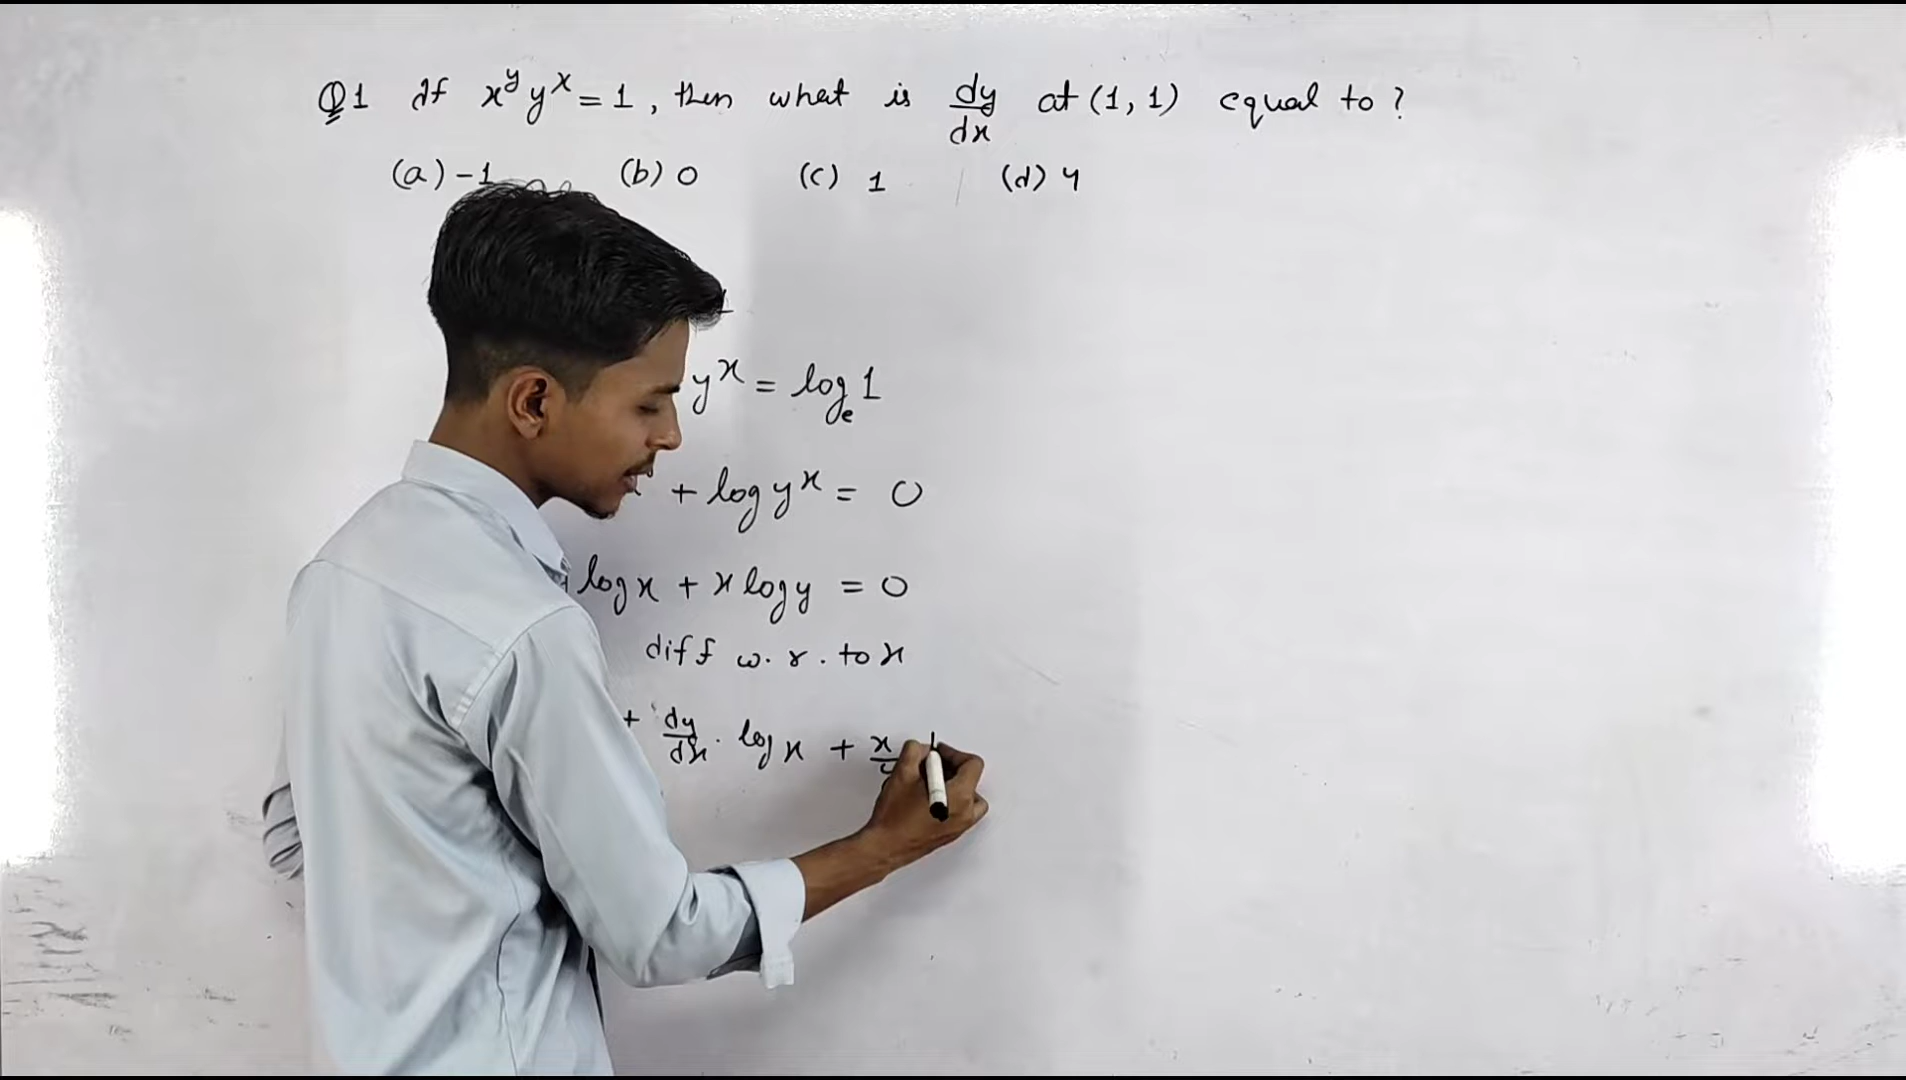 Q1 If x^y y^x = 1, then what is dy/dx at (1, 1) equal to ?
(a) -1 (b) 0 (c) 1 (d) 4
y^x = log_e 1
+ log y^x = 0
log x + x log y = 0
diff w. r. to x
+ dy/dx . log x + x